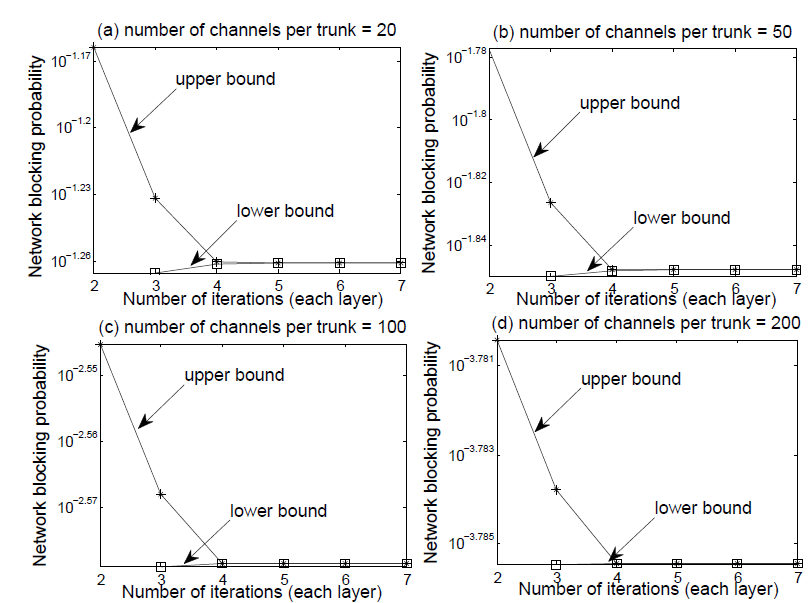 (a) number of channels per trunk = 20
Network blocking probability
10^−1.17
10^−1.2
10^−1.23
10^−1.26
upper bound
lower bound
2 3 4 5 6 7
Number of iterations (each layer)
(b) number of channels per trunk = 50
Network blocking probability
10^−1.78
10^−1.8
10^−1.82
10^−1.84
upper bound
lower bound
2 3 4 5 6 7
Number of iterations (each layer)
(c) number of channels per trunk = 100
Network blocking probability
10^−2.55
10^−2.56
10^−2.57
upper bound
lower bound
2 3 4 5 6 7
Number of iterations (each layer)
(d) number of channels per trunk = 200
Network blocking probability
10^−3.781
10^−3.783
10^−3.785
upper bound
lower bound
2 3 4 5 6 7
Number of iterations (each layer)